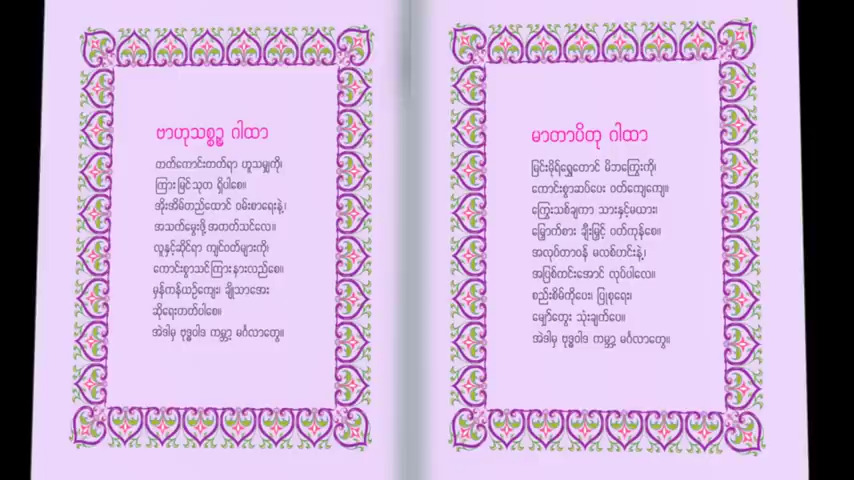 ဗာဟုသစ္စဉ္စ ဂါထာ
တတ်ကောင်းတတ်ရာ ဟူသမျှကို၊
ကြားမြင်သုတ ရှိပါစေ။
အိုးအိမ်တည်ထောင် ဝမ်းစာရေးနဲ့၊
အသက်မွေးဖို့ အတတ်သင်လေ။
လူနှင့်ဆိုင်ရာ ကျင်ဝတ်များကို၊
ကောင်းစွာသင်ကြား နားလည်စေ။
မှန်ကန်ယဉ်ကျေး၊ ချိုသာအေး
ဆိုရေးတတ်ပါစေ။
အဲဒါမှ ဗုဒ္ဓဝါဒ ကမ္ဘာ့ မင်္ဂလာတွေ။
မာတာပိတု ဂါထာ
မြင်းမိုရ်ရွှေတောင် မိဘကြွေးကို၊
ကောင်းစွာဆပ်ပေး ဝတ်ကျေကျေ။
ကြွေးသစ်ချကာ သားနှင့်မယား၊
မြှောက်စား ချီးမြှင့် ဝတ်ကုန်စေ။
အလုပ်တာဝန် မလစ်ကင်းနဲ့၊
အပြစ်ကင်းအောင် လုပ်ပါလေ။
စည်းစိမ်ကိုပေး၊ ပြုစုရေး၊
မျှော်တွေး သုံးချက်ပေ။
အဲဒါမှ ဗုဒ္ဓဝါဒ ကမ္ဘာ့ မင်္ဂလာတွေ။